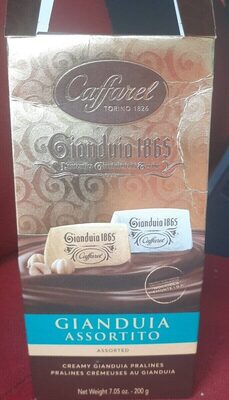 Caffarel
TORINO 1826
Gianduia 1865
Gianduia 1865
Caffarel
Gianduia 1865
Caffarel
GIANDUIA
ASSORTITO
ASSORTED
CREAMY GIANDUIA PRALINES
PRALINES CRÉMEUSES AU GIANDUIA
Net Weight 7.05 oz. - 200 g